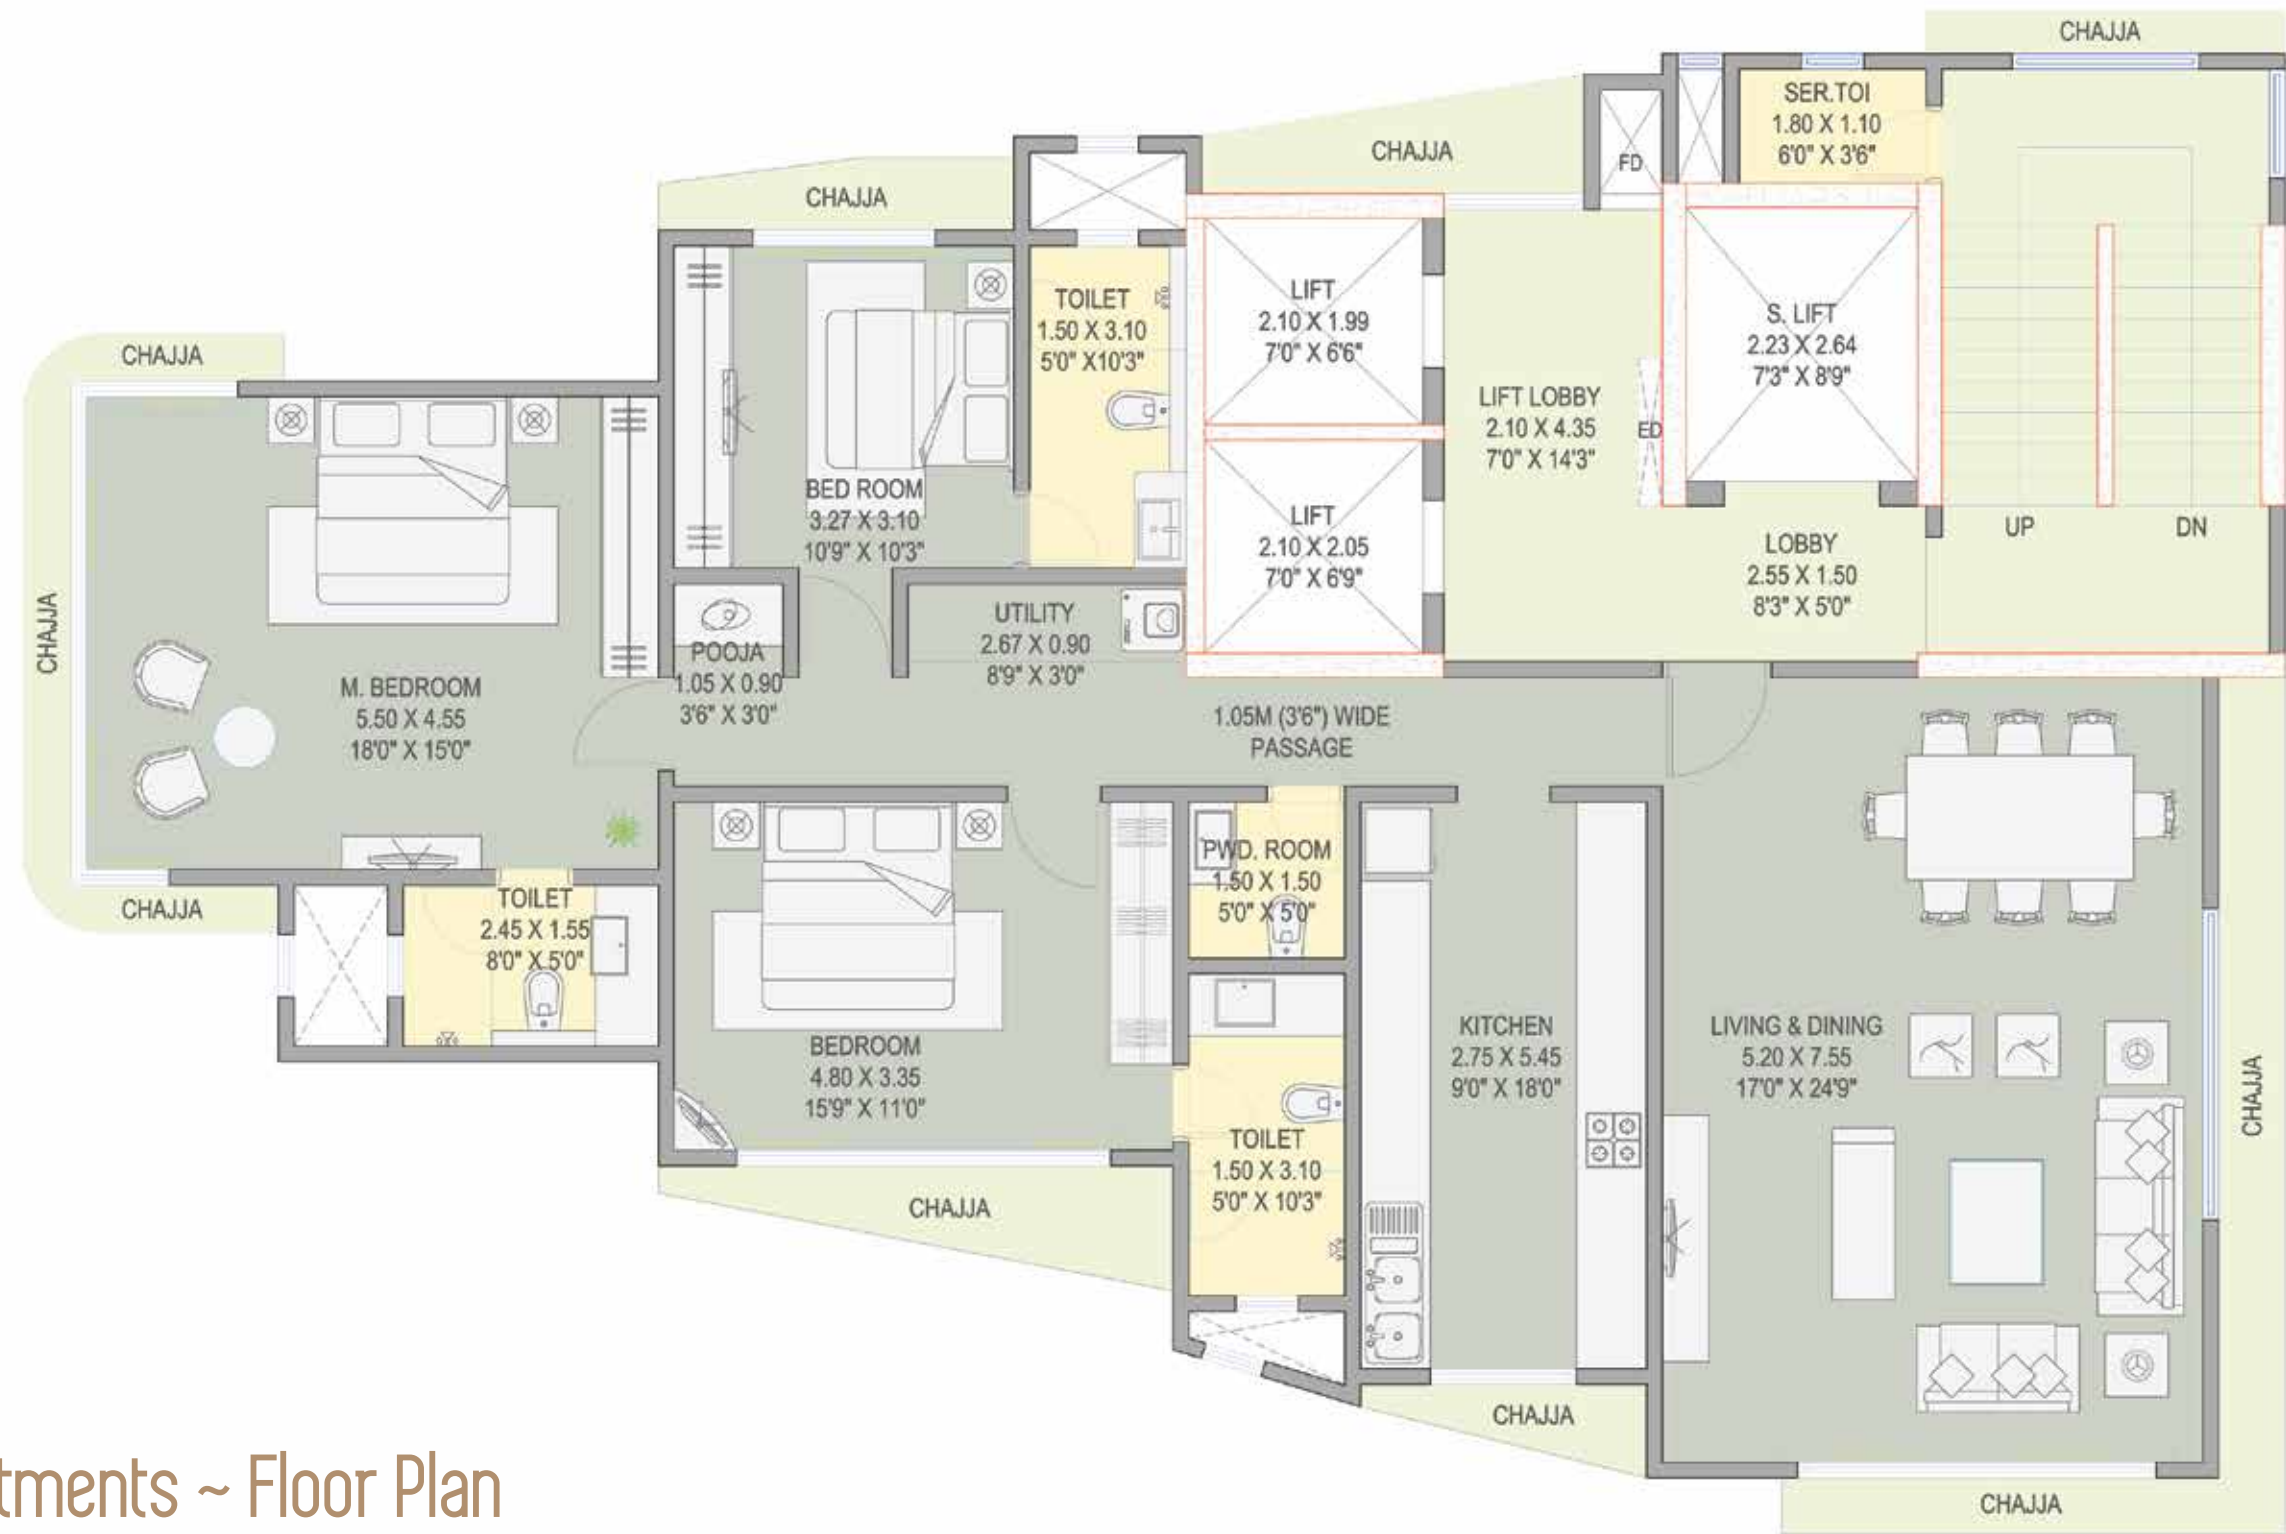 CHAJJA
SER.TOI
1.80 X 1.10
6'0" X 3'6"
CHAJJA
FD
CHAJJA
TOILET
1.50 X 3.10
5'0" X10'3"
LIFT
2.10 X 1.99
7'0" X 6'6"
S. LIFT
2.23 X 2.64
7'3" X 8'9"
CHAJJA
LIFT LOBBY
2.10 X 4.35
7'0" X 14'3"
ED
BED ROOM
3.27 X 3.10
10'9" X 10'3"
LIFT
2.10 X 2.05
7'0" X 6'9"
UP
DN
LOBBY
2.55 X 1.50
8'3" X 5'0"
CHAJJA
UTILITY
2.67 X 0.90
8'9" X 3'0"
POOJA
1.05 X 0.90
3'6" X 3'0"
M. BEDROOM
5.50 X 4.55
18'0" X 15'0"
1.05M (3'6") WIDE
PASSAGE
PWD. ROOM
1.50 X 1.50
5'0" X 5'0"
CHAJJA
TOILET
2.45 X 1.55
8'0" X 5'0"
BEDROOM
4.80 X 3.35
15'9" X 11'0"
KITCHEN
2.75 X 5.45
9'0" X 18'0"
LIVING & DINING
5.20 X 7.55
17'0" X 24'9"
CHAJJA
TOILET
1.50 X 3.10
5'0" X 10'3"
CHAJJA
CHAJJA
CHAJJA
tments ~ Floor Plan